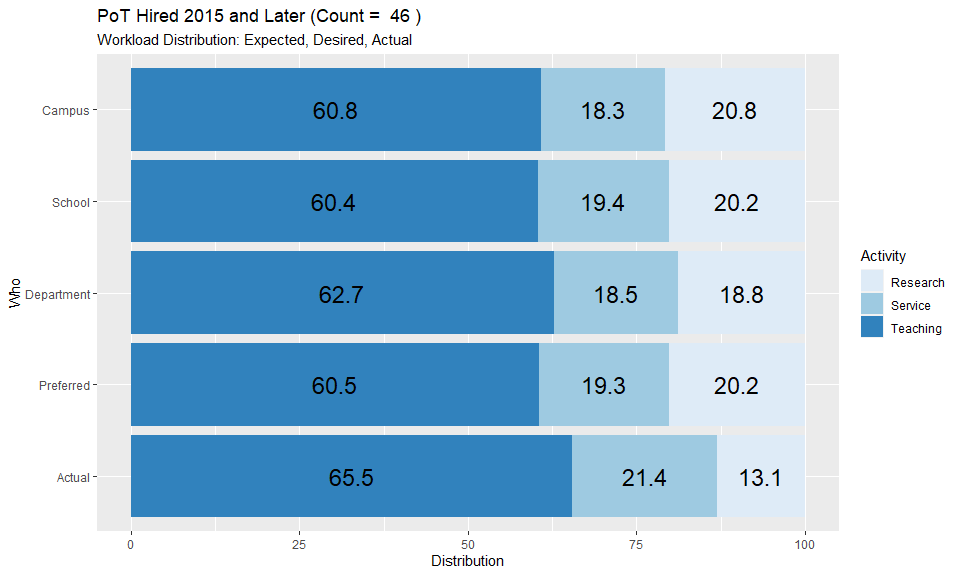 PoT Hired 2015 and Later (Count =  46 )
Workload Distribution: Expected, Desired, Actual
Who
Campus
60.8
18.3
20.8
School
60.4
19.4
20.2
Department
62.7
18.5
18.8
Preferred
60.5
19.3
20.2
Actual
65.5
21.4
13.1
0
25
50
75
100
Distribution
Activity
Research
Service
Teaching